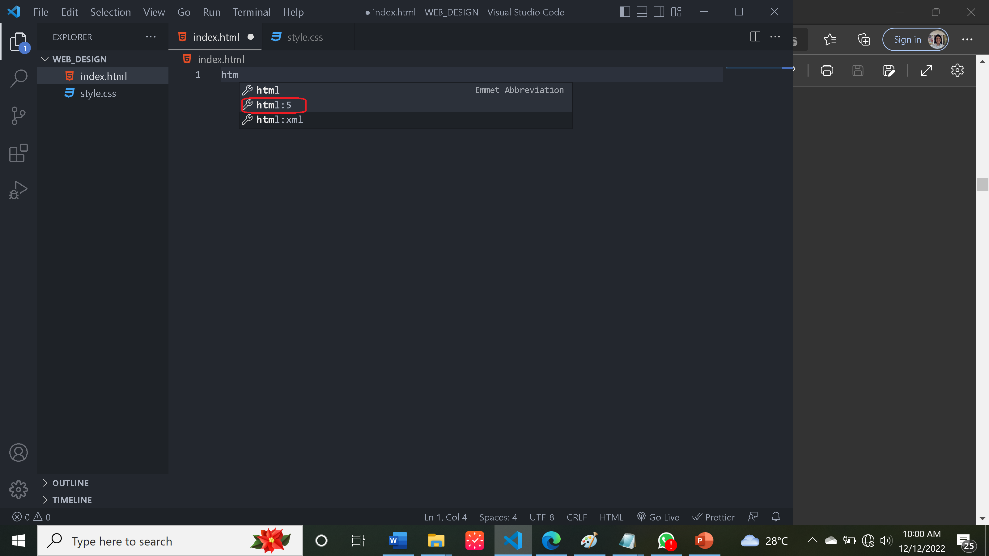 File Edit Selection View Go Run Terminal Help
● index.html - WEB_DESIGN - Visual Studio Code
EXPLORER
index.html
style.css
Sign in
WEB_DESIGN
index.html
index.html
style.css
1
htm
html
Emmet Abbreviation
html:5
html:xml
1
OUTLINE
TIMELINE
0 0
Ln 1, Col 4 Spaces: 4 UTF-8 CRLF HTML Go Live Prettier
Type here to search
28°C
10:00 AM
12/12/2022
25